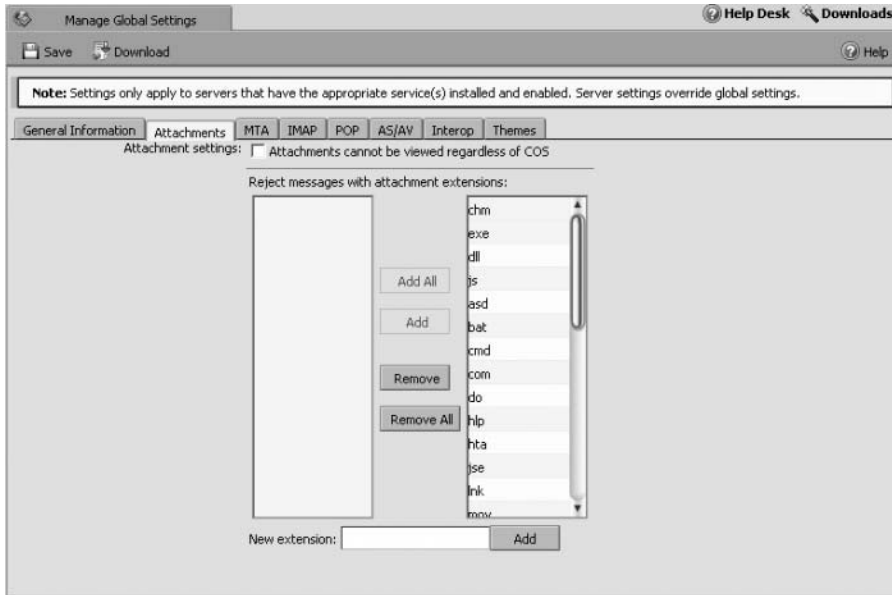 Manage Global Settings
Help Desk
Downloads
Save
Download
Help
Note: Settings only apply to servers that have the appropriate service(s) installed and enabled. Server settings override global settings.
General Information
Attachments
MTA
IMAP
POP
AS/AV
Interop
Themes
Attachment settings:
Attachments cannot be viewed regardless of COS
Reject messages with attachment extensions:
chm
exe
dll
js
asd
bat
cmd
com
do
hlp
hta
jse
lnk
mov
Add All
Add
Remove
Remove All
New extension:
Add